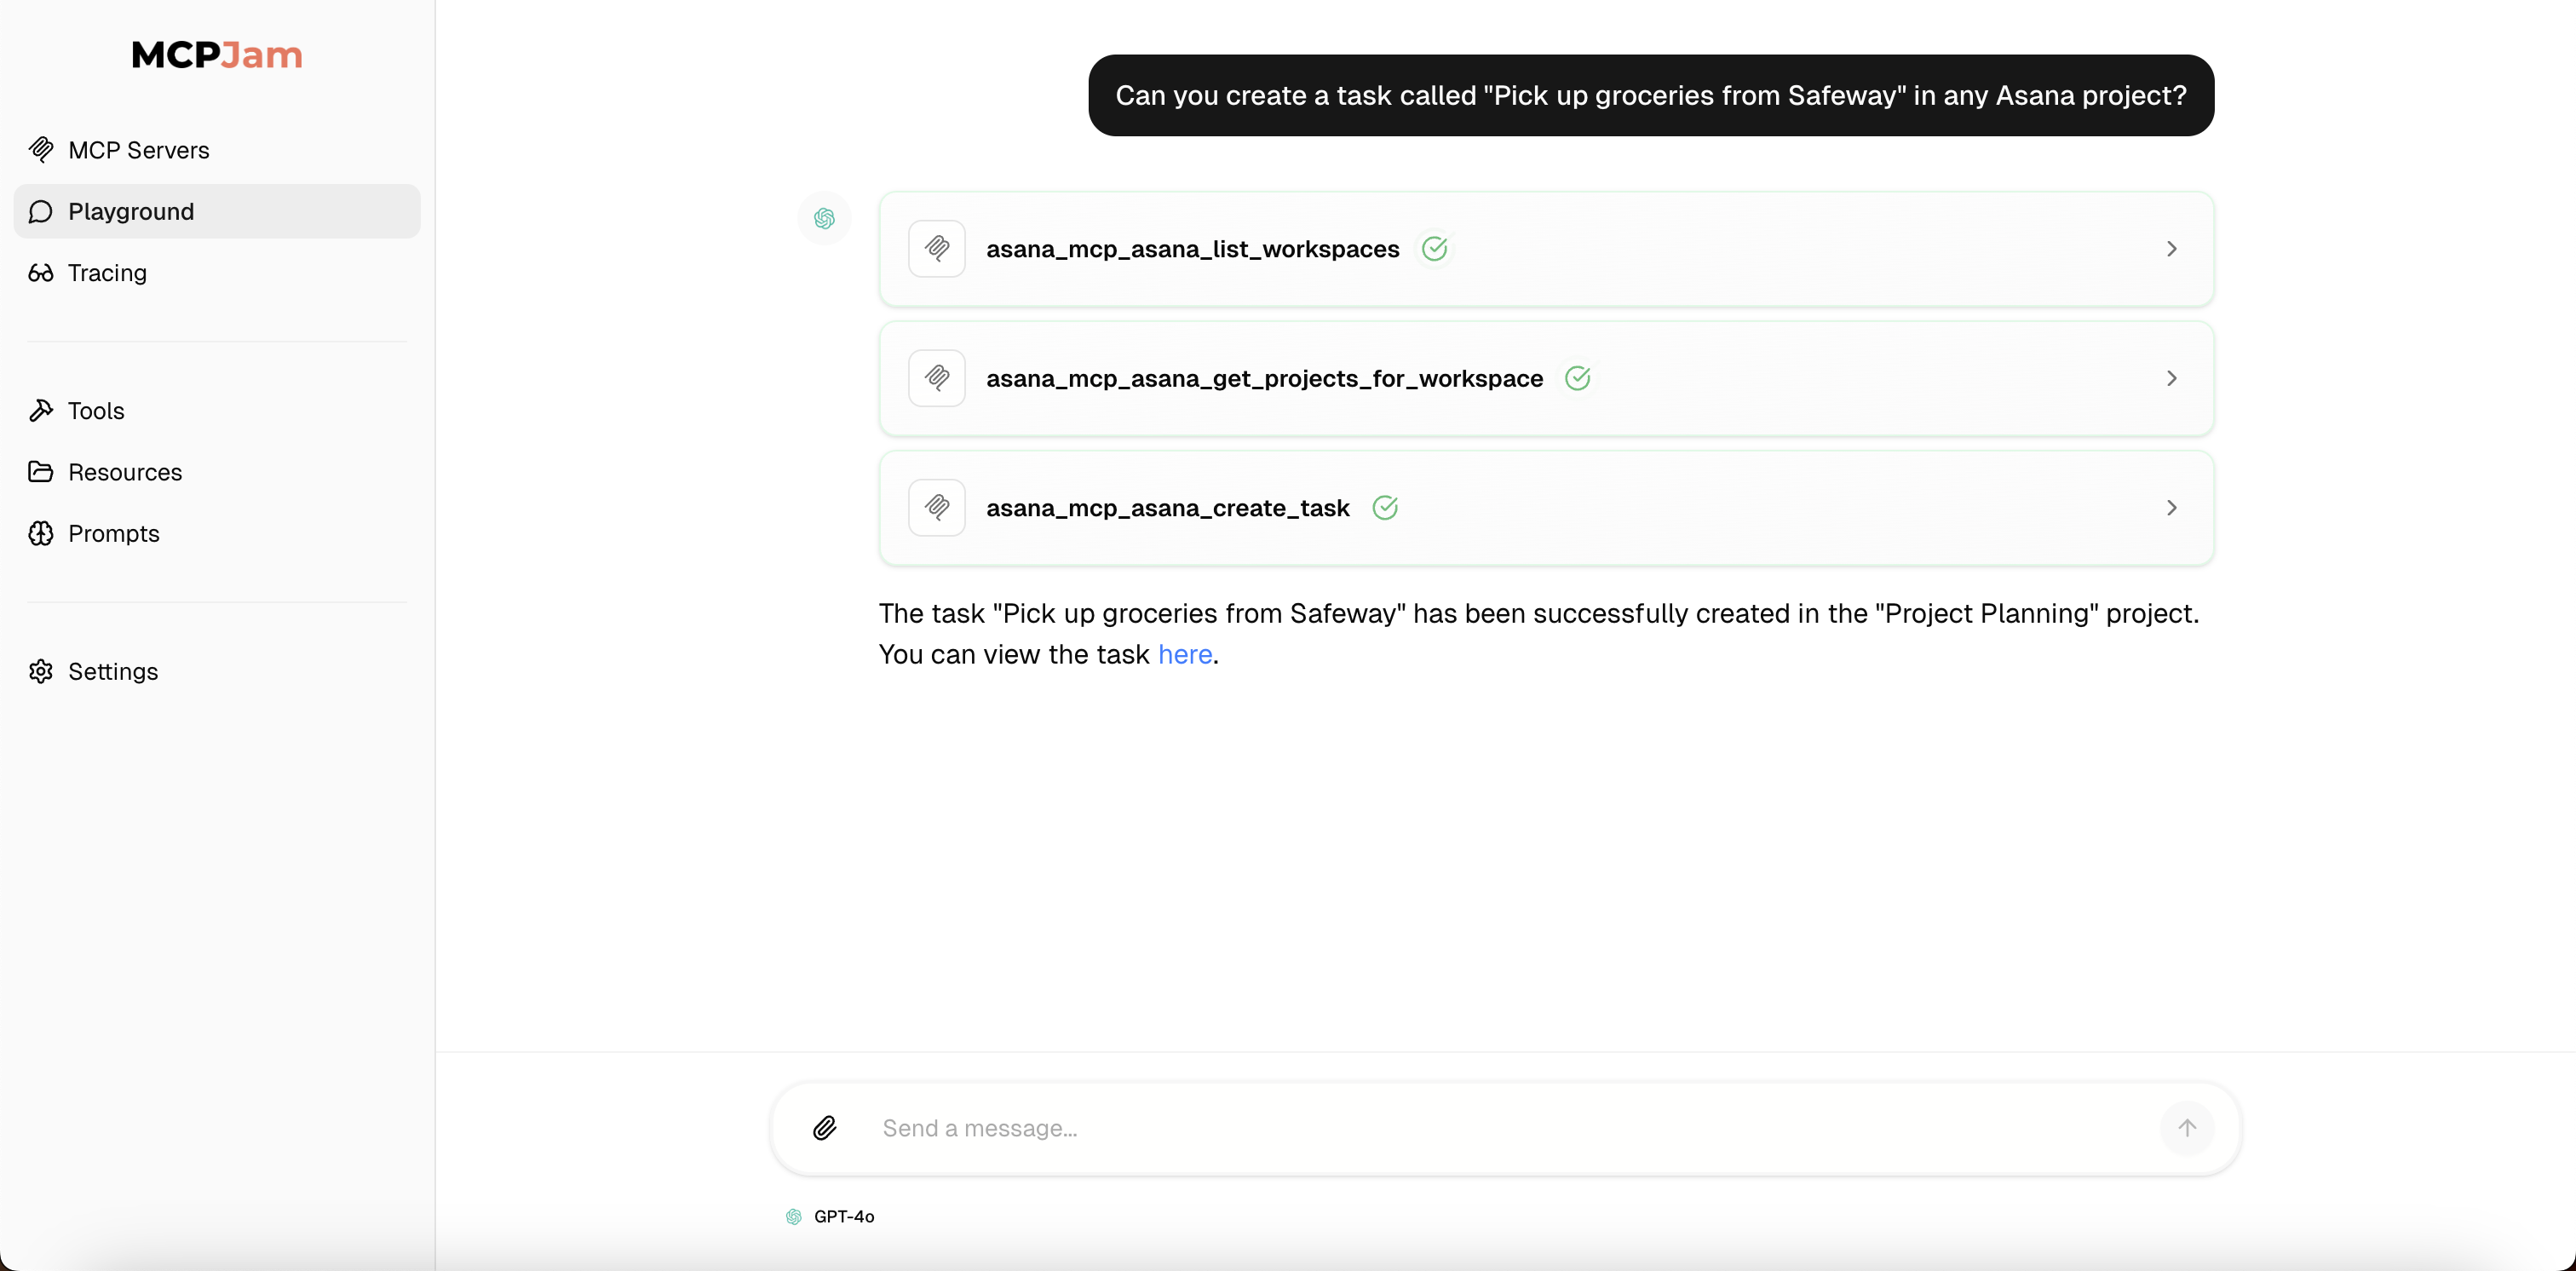 MCPJam
MCP Servers
Playground
Tracing
Tools
Resources
Prompts
Settings
Can you create a task called "Pick up groceries from Safeway" in any Asana project?
asana_mcp_asana_list_workspaces
asana_mcp_asana_get_projects_for_workspace
asana_mcp_asana_create_task
The task "Pick up groceries from Safeway" has been successfully created in the "Project Planning" project.
You can view the task here.
Send a message...
GPT-4o